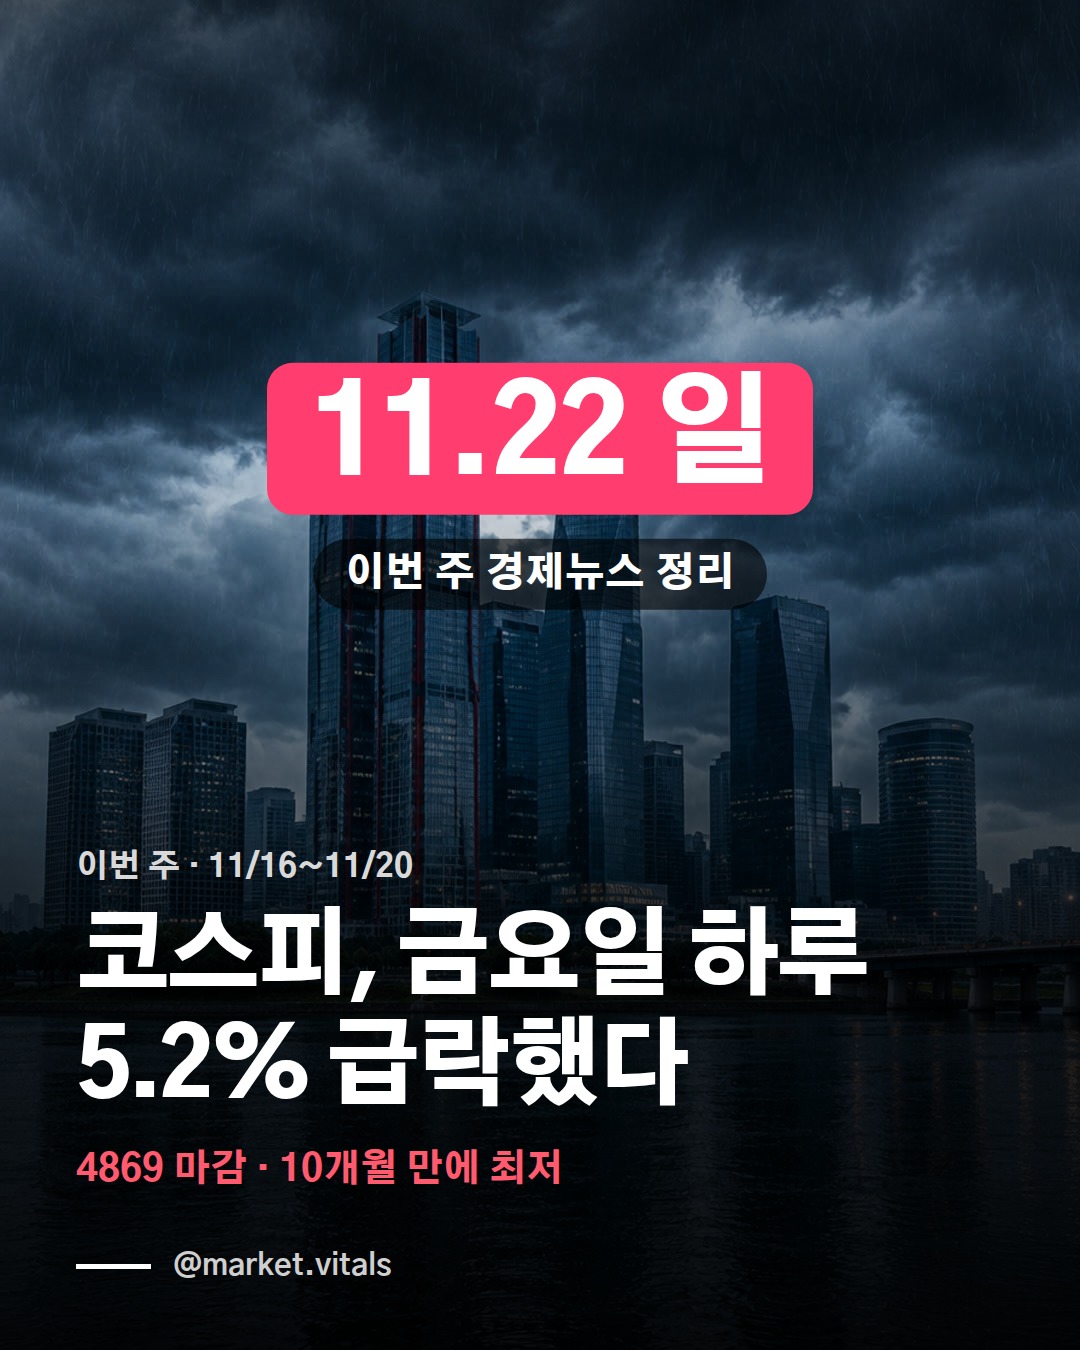 11.22 일
이번 주 경제뉴스 정리
이번 주 · 11/16~11/20
코스피, 금요일 하루
5.2% 급락했다
4869 마감 · 10개월 만에 최저
@market.vitals